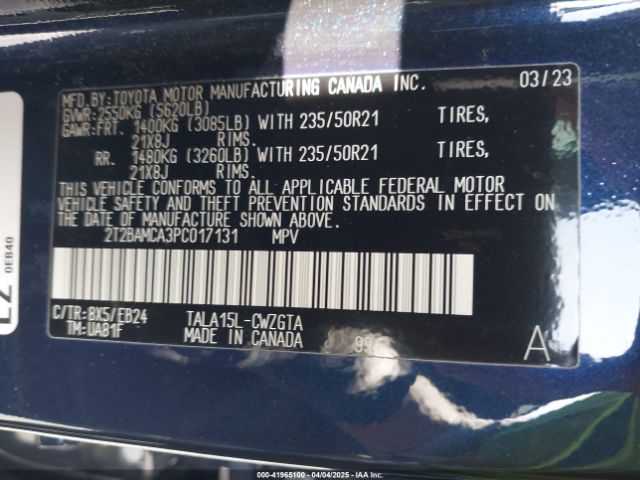 MFD.BY:TOYOTA MOTOR MANUFACTURING CANADA INC. 03/23
GVWR:2550KG (5620LB)
GAWR:FRT. 1400KG (3085LB) WITH 235/50R21 TIRES,
21X8J RIMS.
RR. 1480KG (3260LB) WITH 235/50R21 TIRES,
21X8J RIMS.
THIS VEHICLE CONFORMS TO ALL APPLICABLE FEDERAL MOTOR
VEHICLE SAFETY AND THEFT PREVENTION STANDARDS IN EFFECT ON
THE DATE OF MANUFACTURE SHOWN ABOVE.
2T2BAMCA3PC017131 MPV
C/TR:8X5/EB24 TALA15L-CWZGTA
TM:UA81F MADE IN CANADA
A
0EB40
000-41965100 - 04/04/2025 - IAAcanada.ca